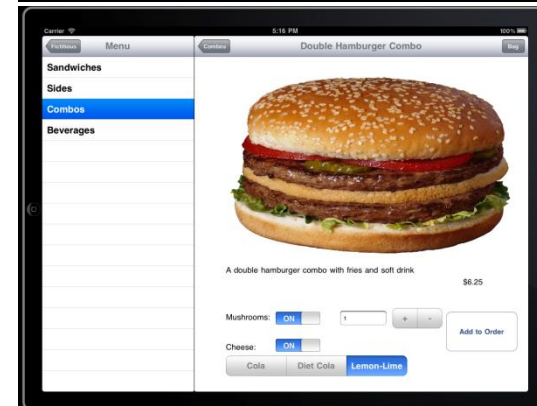 Carrier 5:16 PM 100%
Fichtious Menu
Combos Double Hamburger Combo Bag
Sandwiches
Sides
Combos
Beverages
A double hamburger combo with fries and soft drink
$6.25
Mushrooms: ON 1 + -
Add to Order
Cheese: ON
Cola Diet Cola Lemon-Lime